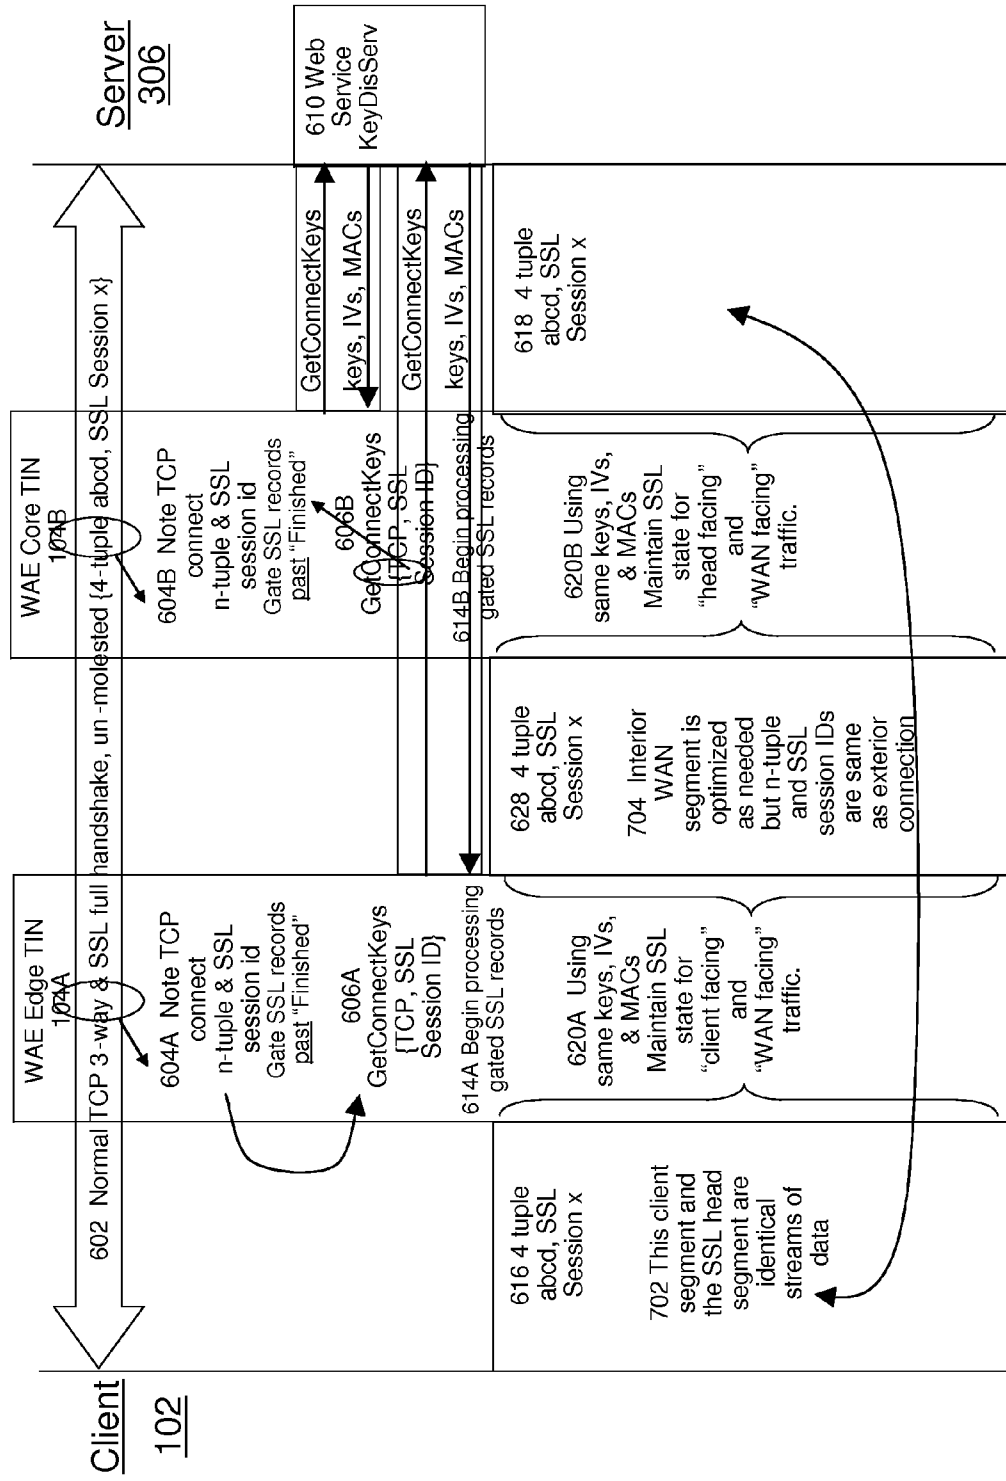 Client
102
Server
306
602 Normal TCP 3-way & SSL full handshake, un-molested {4-tuple abcd, SSL Session x}
WAE Edge TIN
104A
604A Note TCP
connect
n-tuple & SSL
session id
Gate SSL records
past “Finished”
606A
GetConnectKeys
{TCP, SSL
Session ID}
614A Begin processing
gated SSL records
WAE Core TIN
104B
604B Note TCP
connect
n-tuple & SSL
session id
Gate SSL records
past “Finished”
606B
GetConnectKeys
{TCP, SSL
Session ID}
614B Begin processing
gated SSL records
610 Web
Service
KeyDisServ
GetConnectKeys
keys, IVs, MACs
GetConnectKeys
keys, IVs, MACs
616 4 tuple
abcd, SSL
Session x
702 This client
segment and
the SSL head
segment are
identical
streams of
data
620A Using
same keys, IVs,
& MACs
Maintain SSL
state for
“client facing”
and
“WAN facing”
traffic.
628 4 tuple
abcd, SSL
Session x
704 Interior
WAN
segment is
optimized
as needed
but n-tuple
and SSL
session IDs
are same
as exterior
connection
620B Using
same keys, IVs,
& MACs
Maintain SSL
state for
“head facing”
and
“WAN facing”
traffic.
618 4 tuple
abcd, SSL
Session x